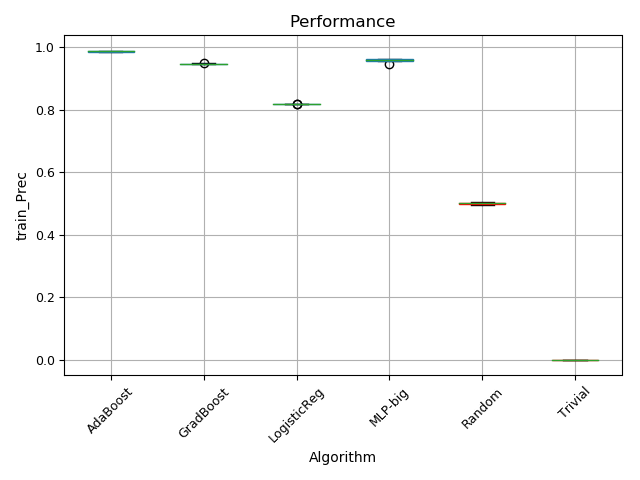 Performance
train_Prec
1.0
0.8
0.6
0.4
0.2
0.0
AdaBoost
GradBoost
LogisticReg
MLP-big
Random
Trivial
Algorithm